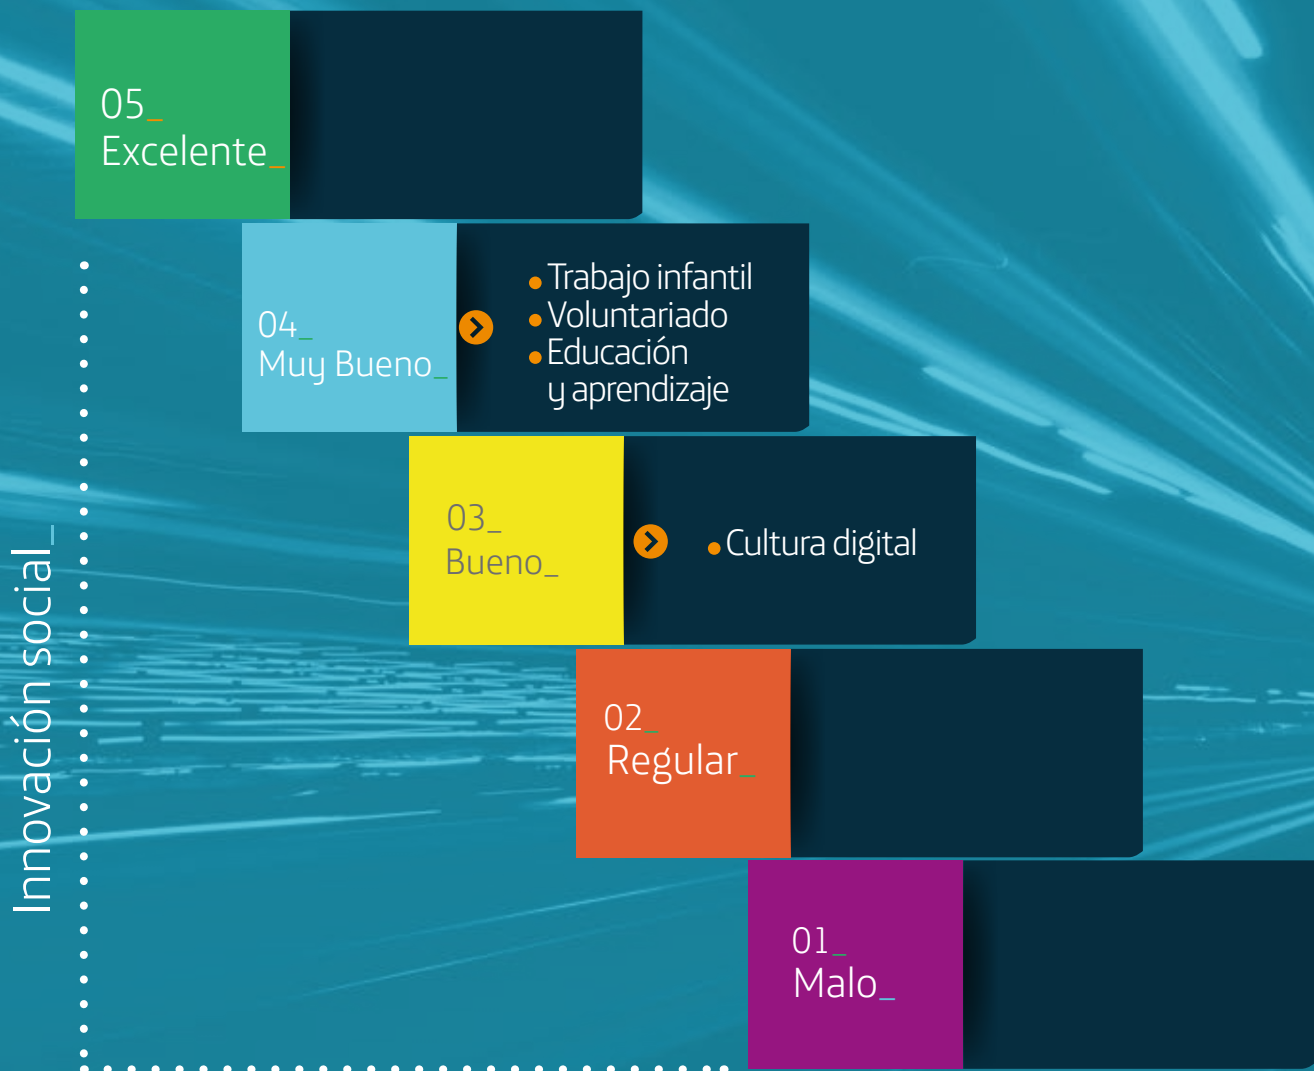 05_
Excelente_
04_
Muy Bueno_
• Trabajo infantil
• Voluntariado
• Educación
y aprendizaje
03_
Bueno_
• Cultura digital
02_
Regular_
01_
Malo_
Innovación social_